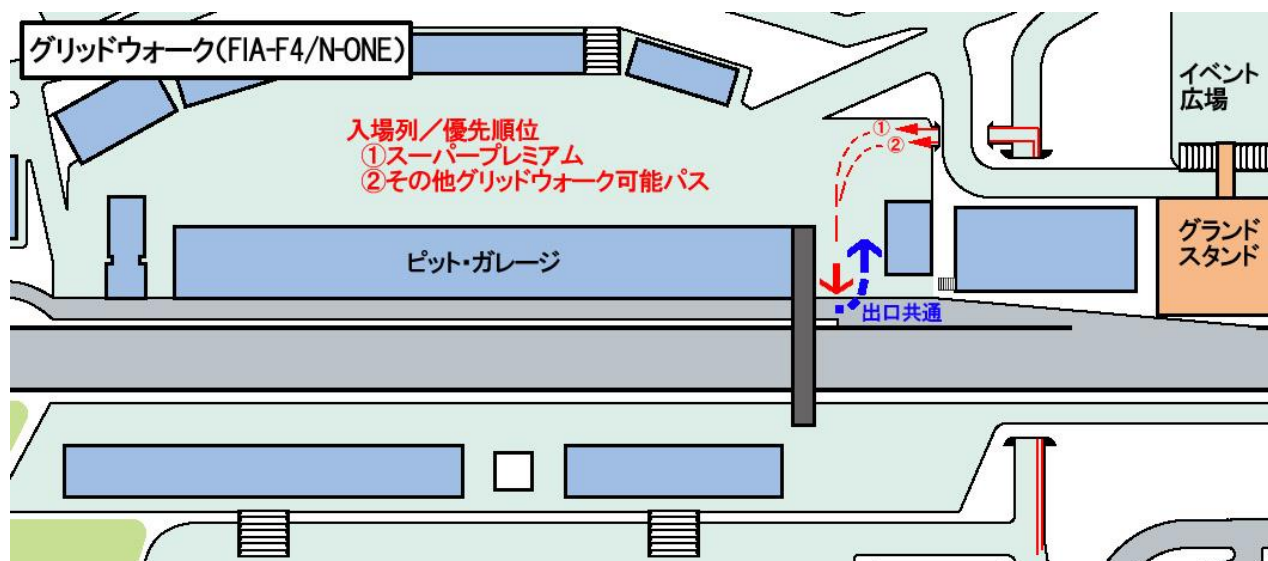 グリッドウォーク(FIA-F4/N-ONE)
イベント
広場
入場列／優先順位
①スーパープレミアム
②その他グリッドウォーク可能パス
①
②
グランド
スタンド
ピット・ガレージ
出口共通